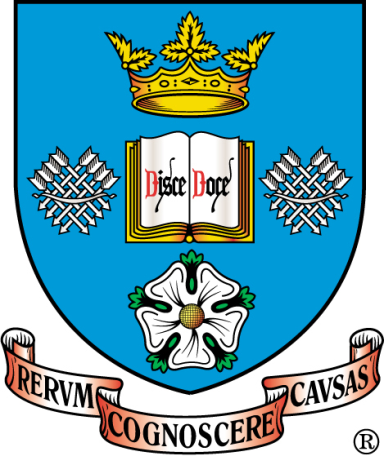 Disce Doce
RERVM
COGNOSCERE
CAVSAS
®